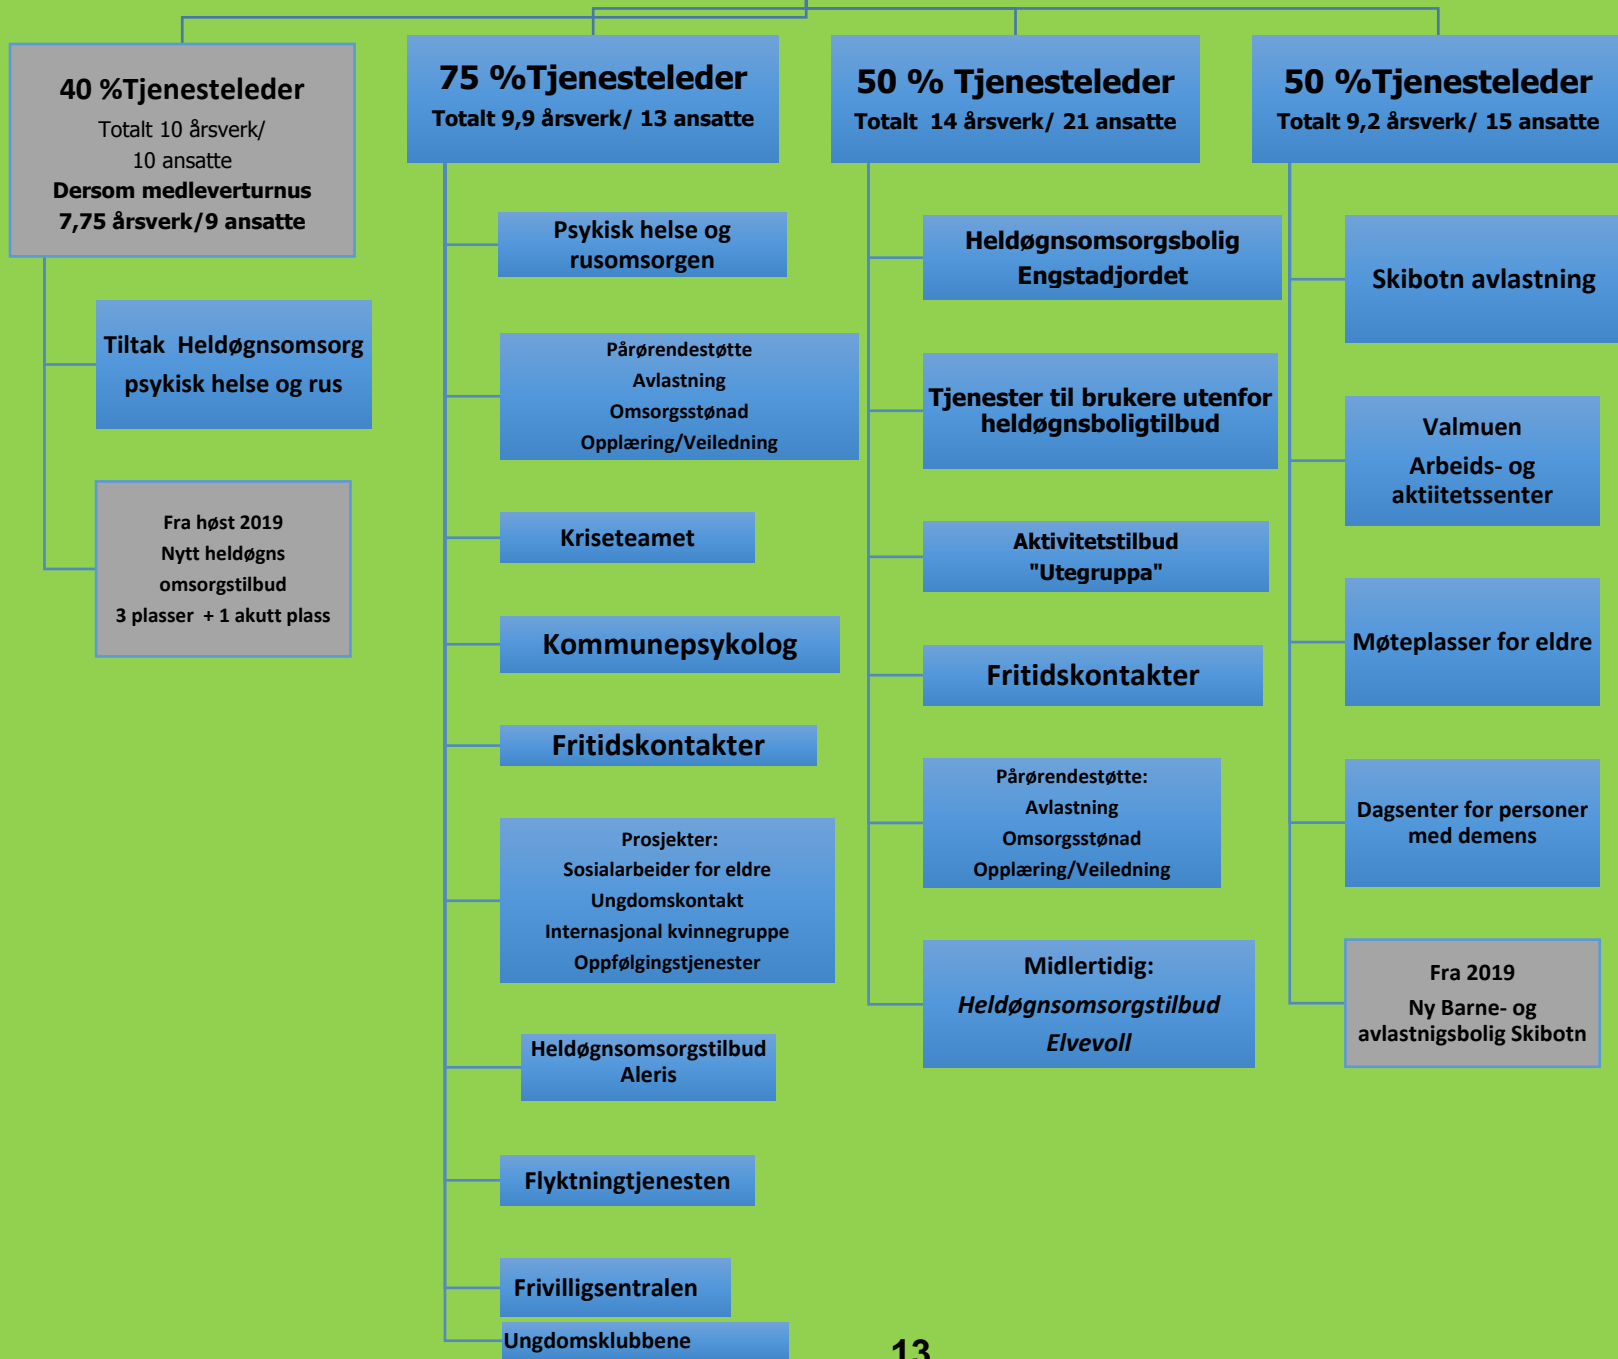 40 %Tjenesteleder
Totalt 10 årsverk/
10 ansatte
Dersom medleverturnus
7,75 årsverk/9 ansatte
Tiltak Heldøgnsomsorg
psykisk helse og rus
Fra høst 2019
Nytt heldøgns
omsorgstilbud
3 plasser + 1 akutt plass
75 %Tjenesteleder
Totalt 9,9 årsverk/ 13 ansatte
Psykisk helse og
rusomsorgen
Pårørendestøtte
Avlastning
Omsorgsstønad
Opplæring/Veiledning
Kriseteamet
Kommunepsykolog
Fritidskontakter
Prosjekter:
Sosialarbeider for eldre
Ungdomskontakt
Internasjonal kvinnegruppe
Oppfølgingstjenester
Heldøgnsomsorgstilbud
Aleris
Flyktningtjenesten
Frivilligsentralen
Ungdomsklubbene
50 % Tjenesteleder
Totalt 14 årsverk/ 21 ansatte
Heldøgnsomsorgsbolig
Engstadjordet
Tjenester til brukere utenfor
heldøgnsboligtilbud
Aktivitetstilbud
"Utegruppa"
Fritidskontakter
Pårørendestøtte:
Avlastning
Omsorgsstønad
Opplæring/Veiledning
Midlertidig:
Heldøgnsomsorgstilbud
Elvevoll
50 %Tjenesteleder
Totalt 9,2 årsverk/ 15 ansatte
Skibotn avlastning
Valmuen
Arbeids- og
aktiitetssenter
Møteplasser for eldre
Dagsenter for personer
med demens
Fra 2019
Ny Barne- og
avlastnigsbolig Skibotn
13